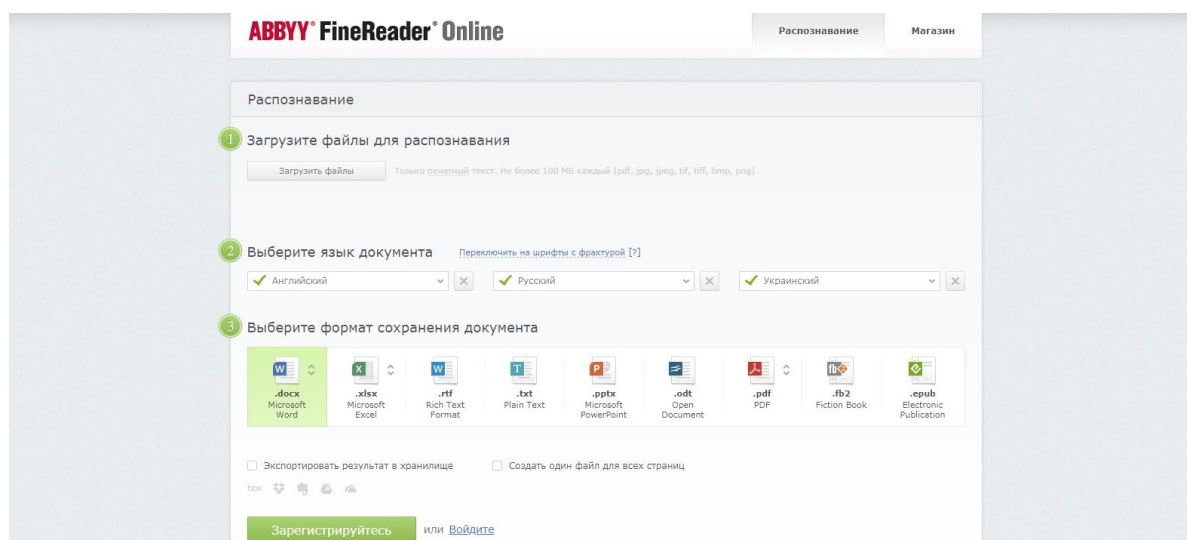 ABBYY® FineReader® Online
Распознавание
Магазин
Распознавание
1 Загрузите файлы для распознавания
Загрузить файлы
Только печатный текст. Не более 100 Мб каждый (pdf, jpg, jpeg, tif, tiff, bmp, png)
2 Выберите язык документа
Переключить на шрифты с фрактурой [?]
Английский
Русский
Украинский
3 Выберите формат сохранения документа
.docx
Microsoft
Word
.xlsx
Microsoft
Excel
.rtf
Rich Text
Format
.txt
Plain Text
.pptx
Microsoft
PowerPoint
.odt
Open
Document
.pdf
PDF
.fb2
Fiction Book
.epub
Electronic
Publication
Экспортировать результат в хранилище
Создать один файл для всех страниц
box
Зарегистрируйтесь
или Войдите